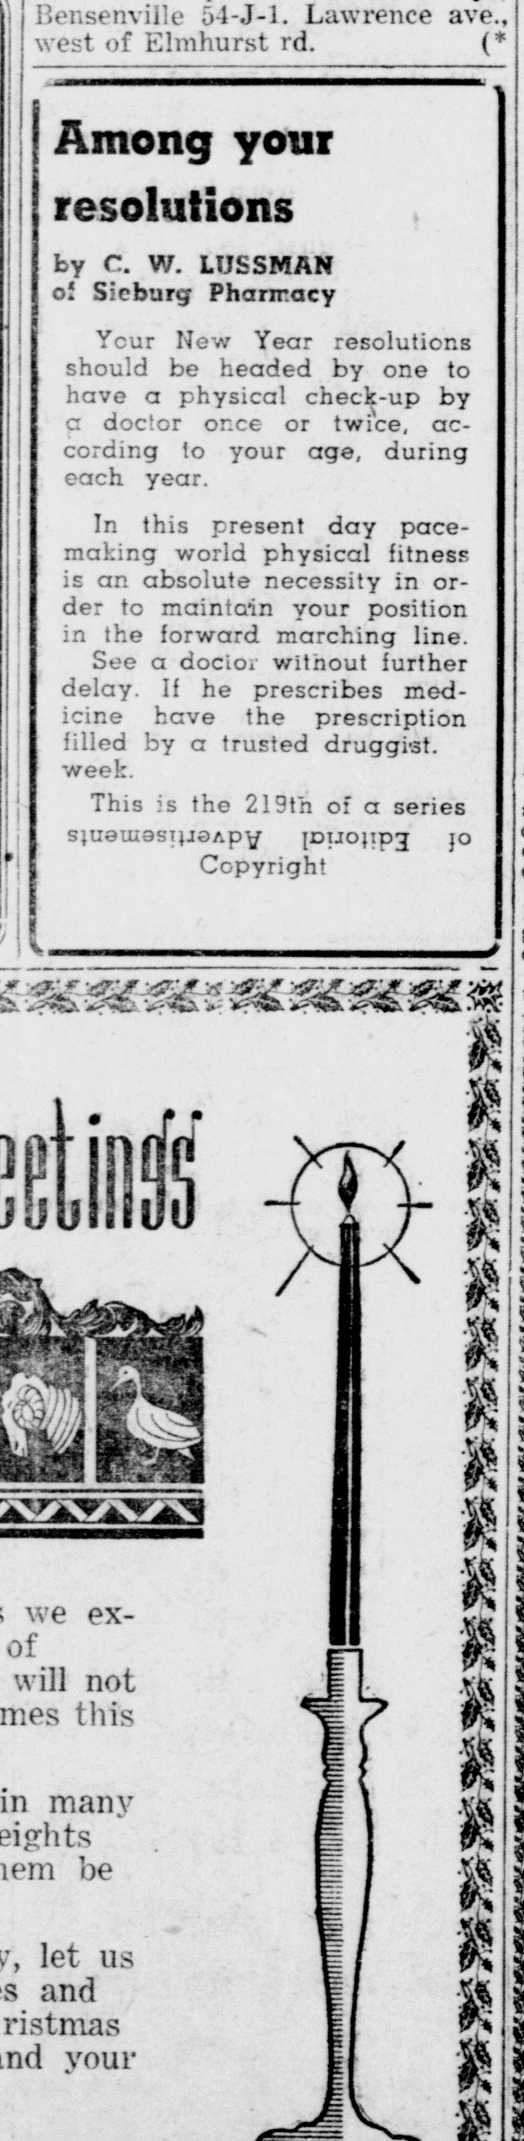 Bensenville 54-J-1. Lawrence ave.,
west of Elmhurst rd. (*
Among your
resolutions
by C. W. LUSSMAN
of Sieburg Pharmacy
Your New Year resolutions
should be headed by one to
have a physical check-up by
a doctor once or twice, ac-
cording to your age, during
each year.
In this present day pace-
making world physical fitness
is an absolute necessity in or-
der to maintain your position
in the forward marching line.
See a doctor without further
delay. If he prescribes med-
icine have the prescription
filled by a trusted druggist.
week.
This is the 219th of a series
of Editorial Advertisements
Copyright
eetings
s we ex-
of
will not
mes this
in many
eights
hem be
y, let us
es and
ristmas
and your